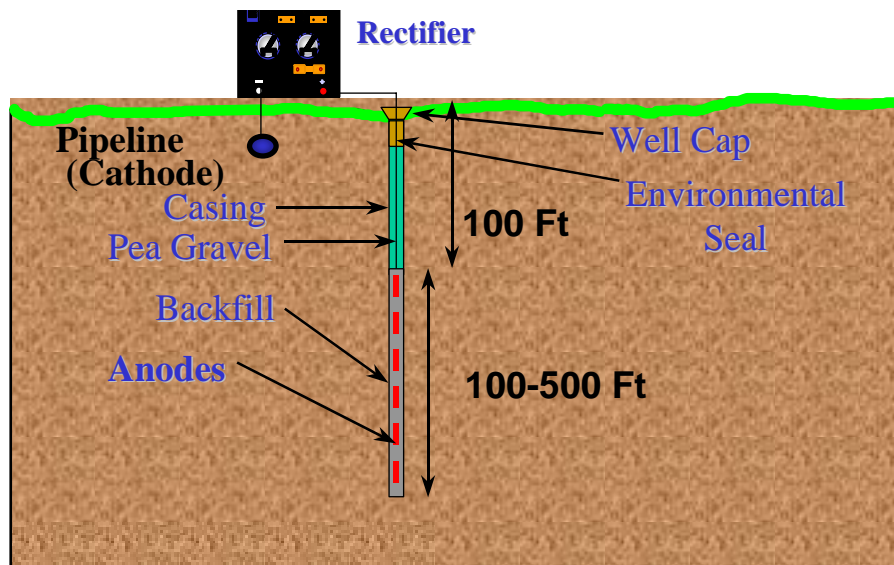 Rectifier
Pipeline
(Cathode)
Well Cap
Casing
Environmental
Seal
100 Ft
Pea Gravel
Backfill
Anodes
100-500 Ft